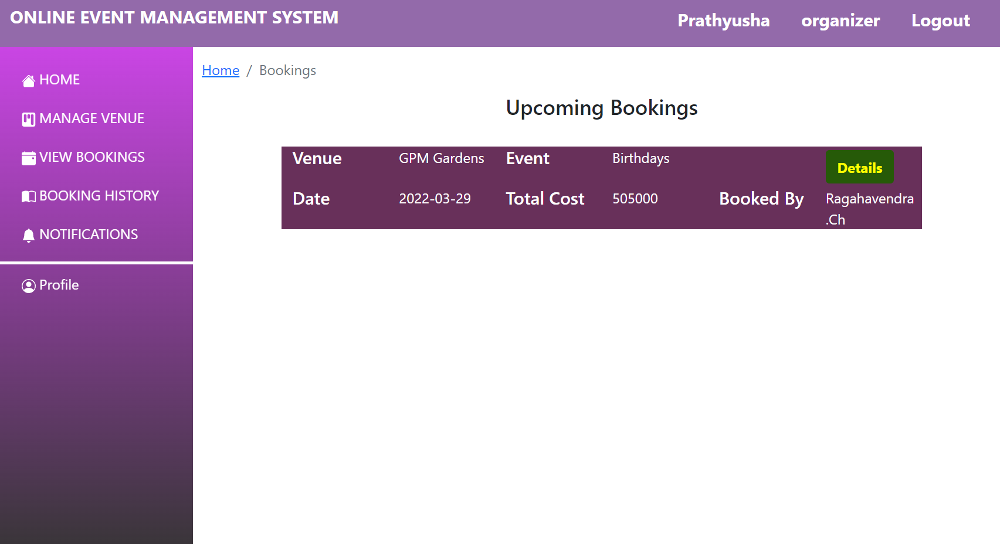 ONLINE EVENT MANAGEMENT SYSTEM
Prathyusha organizer Logout
HOME
MANAGE VENUE
VIEW BOOKINGS
BOOKING HISTORY
NOTIFICATIONS
Profile
Home / Bookings
Upcoming Bookings
Venue GPM Gardens Event Birthdays Details
Date 2022-03-29 Total Cost 505000 Booked By Ragahavendra
.Ch